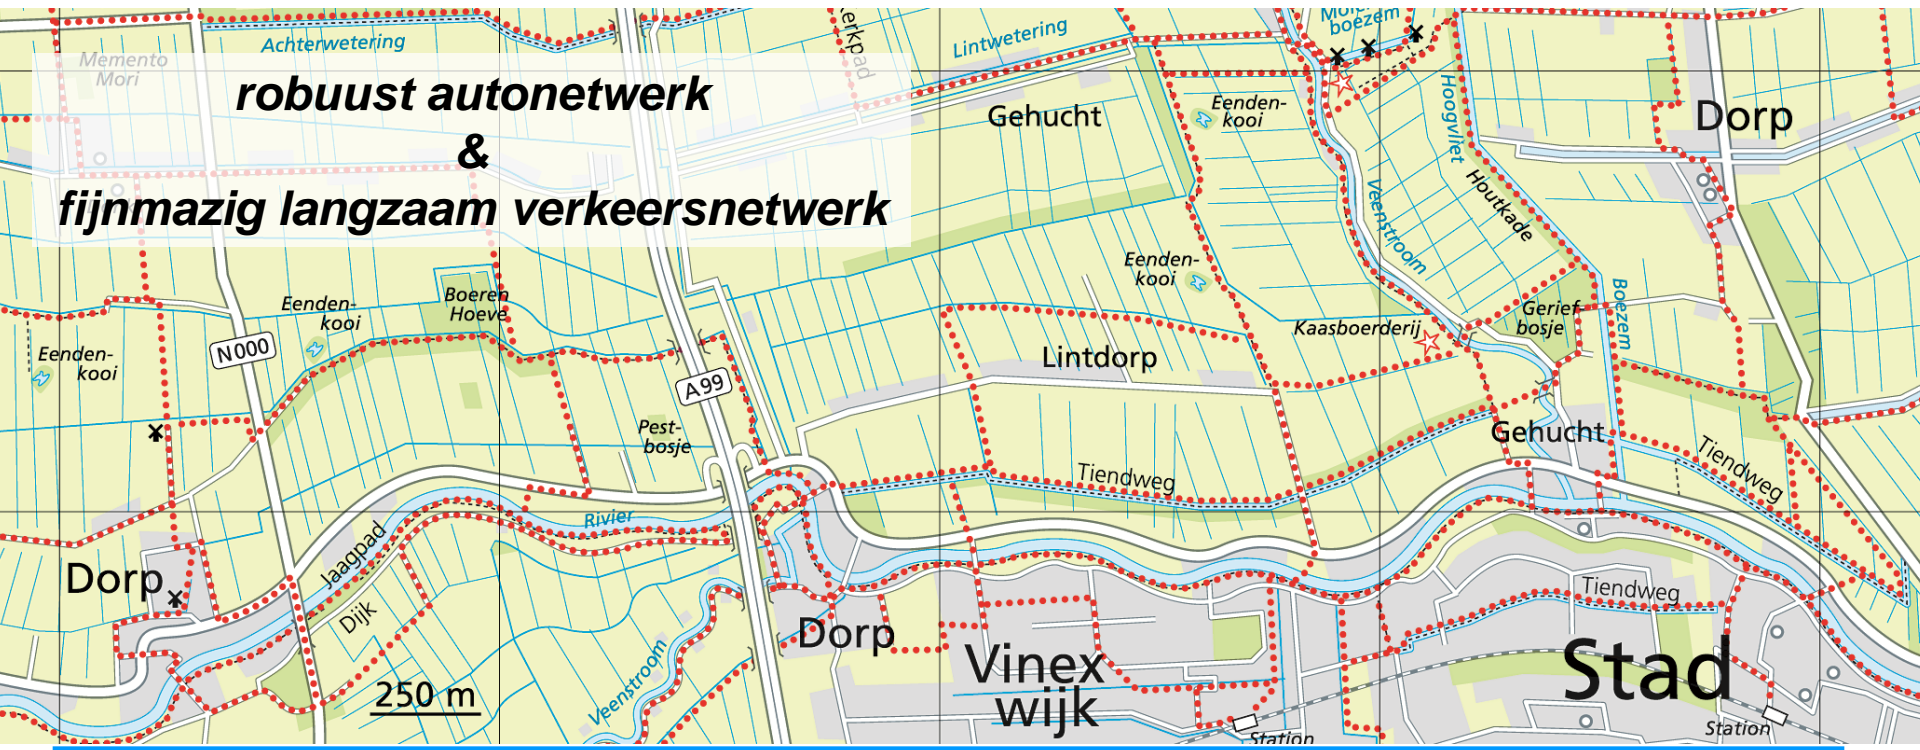 robuust autonetwerk
&
fijnmazig langzaam verkeersnetwerk
Achterwetering
Memento
Mori
Kerkpad
Lintwetering
Gehucht
Eenden-
kooi
boezem
Hoogvliet
Houtkade
Veenstroom
Dorp
Eenden-
kooi
Boeren
Hoeve
Eenden-
kooi
Eenden-
kooi
N000
A99
Lintdorp
Kaasboerderij
Gerief-
bosje
Boezem
Pest-
bosje
Gehucht
Tiendweg
Tiendweg
Rivier
Jaagpad
Dijk
Dorp
250 m
Veenstroom
Dorp
Vinex
wijk
Tiendweg
Stad
Station
Station